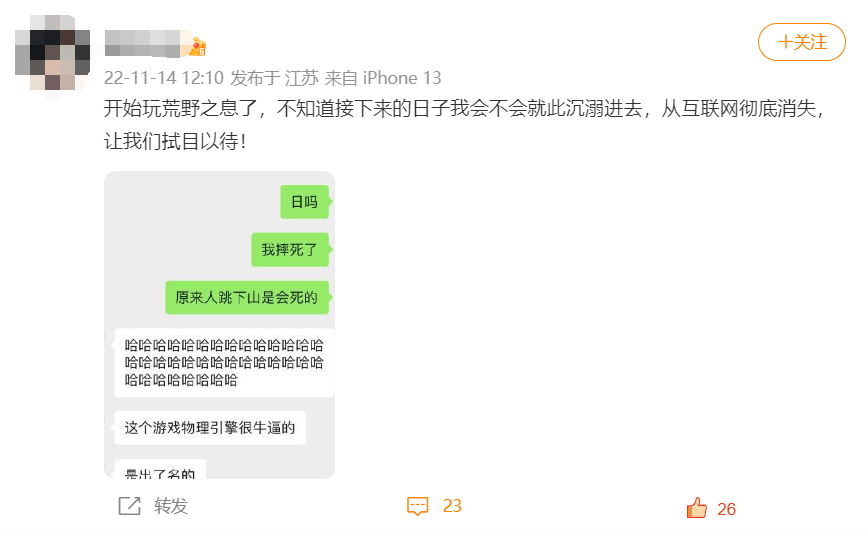 十关注
22-11-14 12:10 发布于 江苏 来自 iPhone 13
开始玩荒野之息了，不知道接下来的日子我会不会就此沉溺进去，从互联网彻底消失，
让我们拭目以待！
日吗
我摔死了
原来人跳下山是会死的
哈哈哈哈哈哈哈哈哈哈哈哈哈哈
哈哈哈哈哈哈哈哈哈哈哈哈哈哈
哈哈哈哈哈哈哈哈
这个游戏物理引擎很牛逼的
是出了名的
转发
23
26